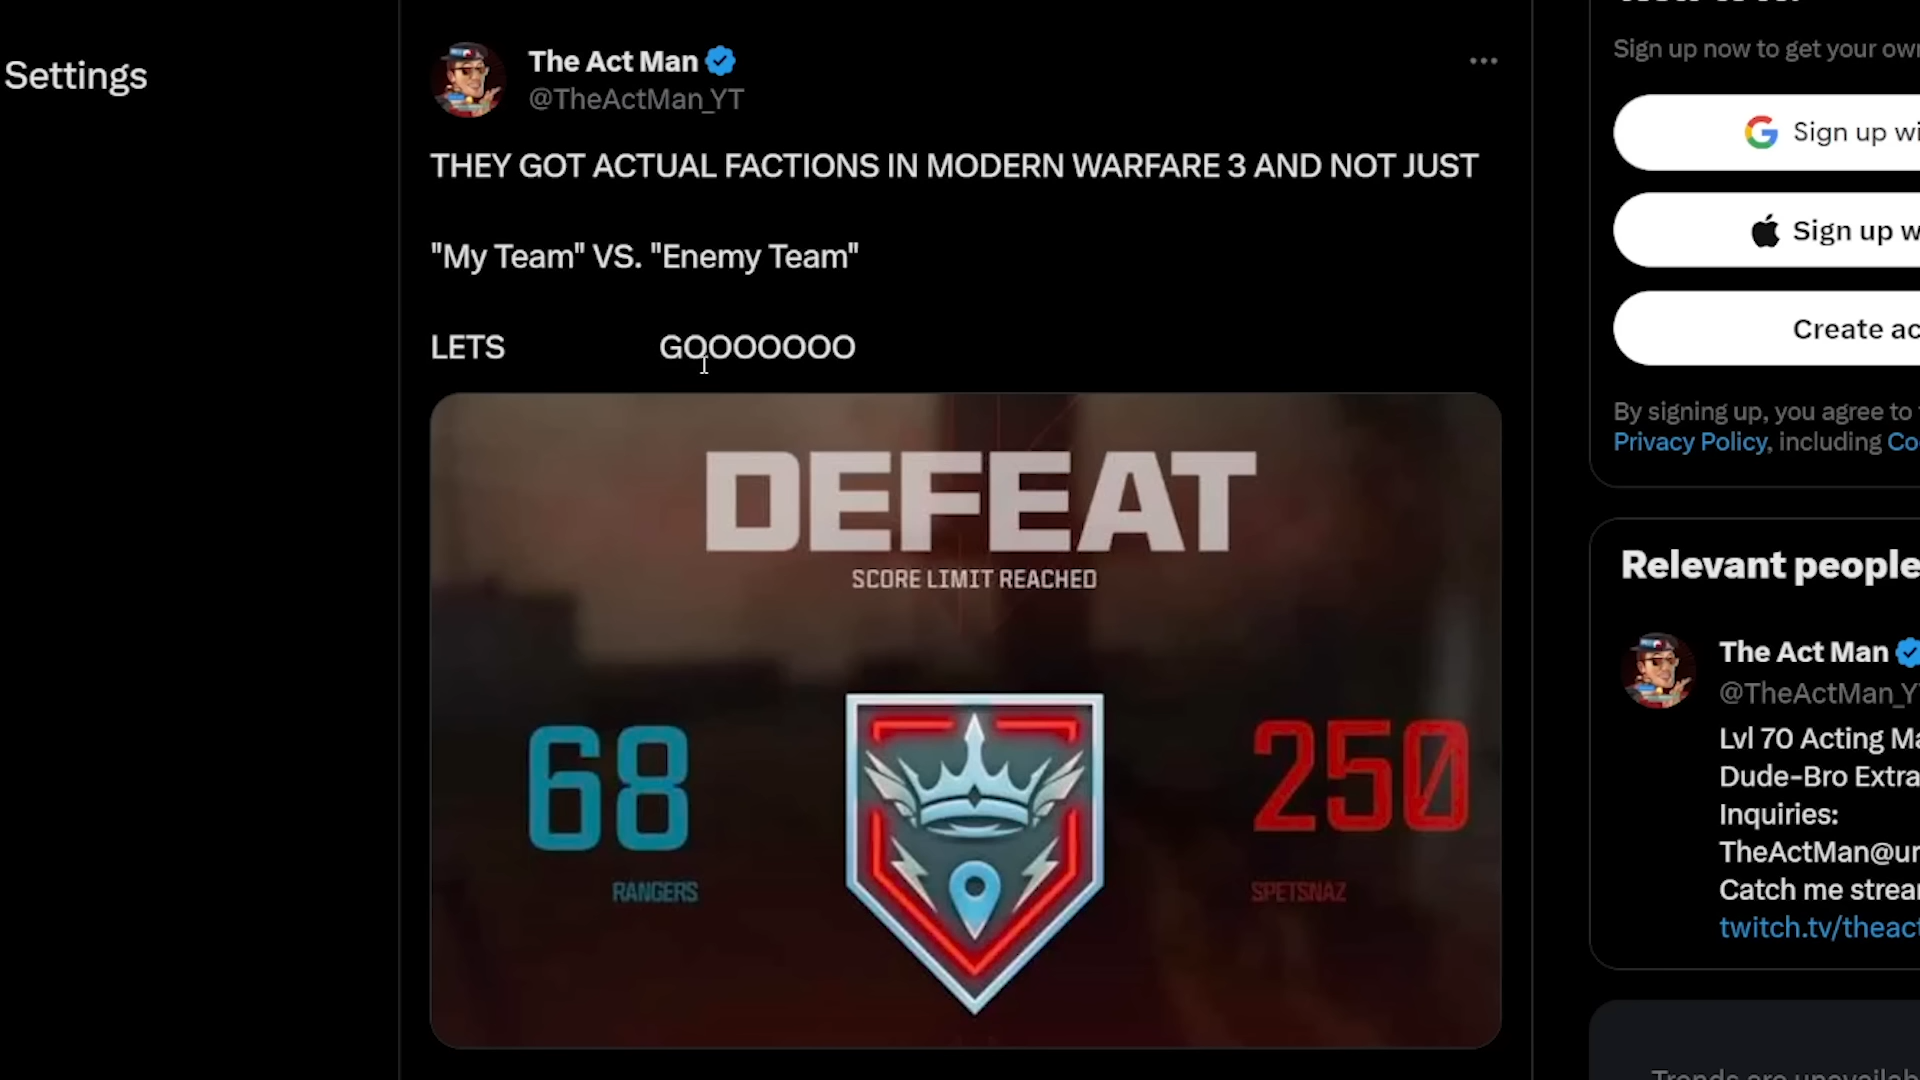 Settings
The Act Man
@TheActMan_YT
THEY GOT ACTUAL FACTIONS IN MODERN WARFARE 3 AND NOT JUST
"My Team" VS. "Enemy Team"
LETS GOOOOOOO
DEFEAT
SCORE LIMIT REACHED
68
RANGERS
250
SPETSNAZ
Sign up now to get your own
Sign up wi
Sign up w
Create ac
By signing up, you agree to
Privacy Policy, including Co
Relevant people
The Act Man
@TheActMan_Y
Lvl 70 Acting Ma
Dude-Bro Extra
Inquiries:
TheActMan@ur
Catch me strea
twitch.tv/theact